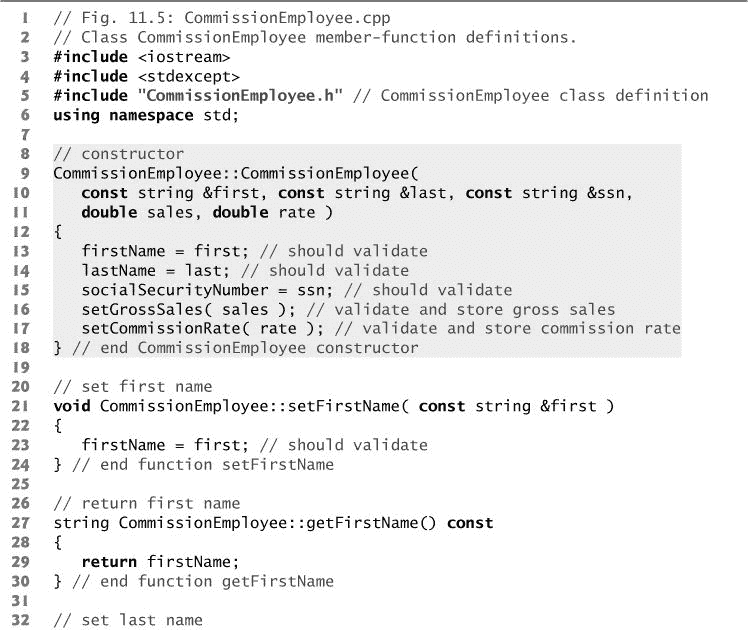 1 // Fig. 11.5: CommissionEmployee.cpp
2 // Class CommissionEmployee member-function definitions.
3 #include <iostream>
4 #include <stdexcept>
5 #include "CommissionEmployee.h" // CommissionEmployee class definition
6 using namespace std;
7
8 // constructor
9 CommissionEmployee::CommissionEmployee(
10    const string &first, const string &last, const string &ssn,
11    double sales, double rate )
12 {
13    firstName = first; // should validate
14    lastName = last; // should validate
15    socialSecurityNumber = ssn; // should validate
16    setGrossSales( sales ); // validate and store gross sales
17    setCommissionRate( rate ); // validate and store commission rate
18 } // end CommissionEmployee constructor
19
20 // set first name
21 void CommissionEmployee::setFirstName( const string &first )
22 {
23    firstName = first; // should validate
24 } // end function setFirstName
25
26 // return first name
27 string CommissionEmployee::getFirstName() const
28 {
29    return firstName;
30 } // end function getFirstName
31
32 // set last name